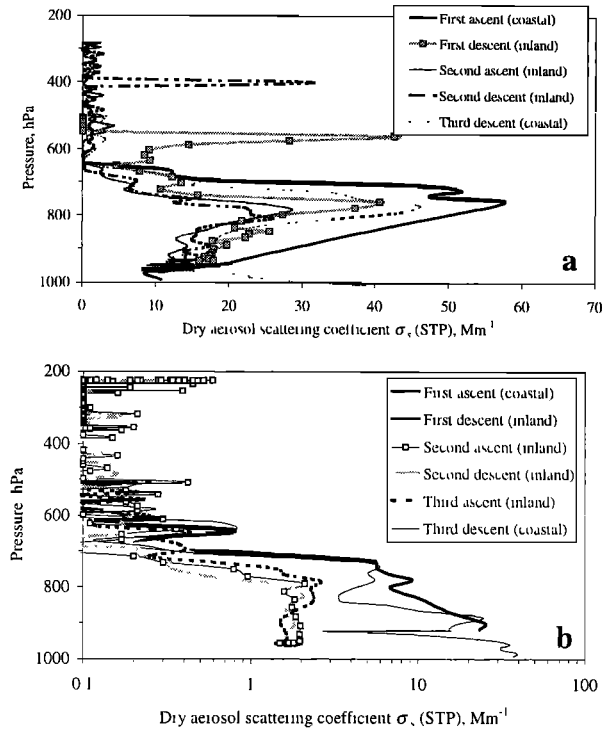 200
400
600
800
1000
Pressure, hPa
First ascent (coastal)
First descent (inland)
Second ascent (inland)
Second descent (inland)
Third descent (coastal)
a
0 10 20 30 40 50 60 70
Dry aerosol scattering coefficient σs (STP), Mm-1
200
400
600
800
1000
Pressure hPa
First ascent (coastal)
First descent (inland)
Second ascent (inland)
Second descent (inland)
Third ascent (inland)
Third descent (coastal)
b
0 1 1 10 100
Dry aerosol scattering coefficient σs (STP), Mm-1